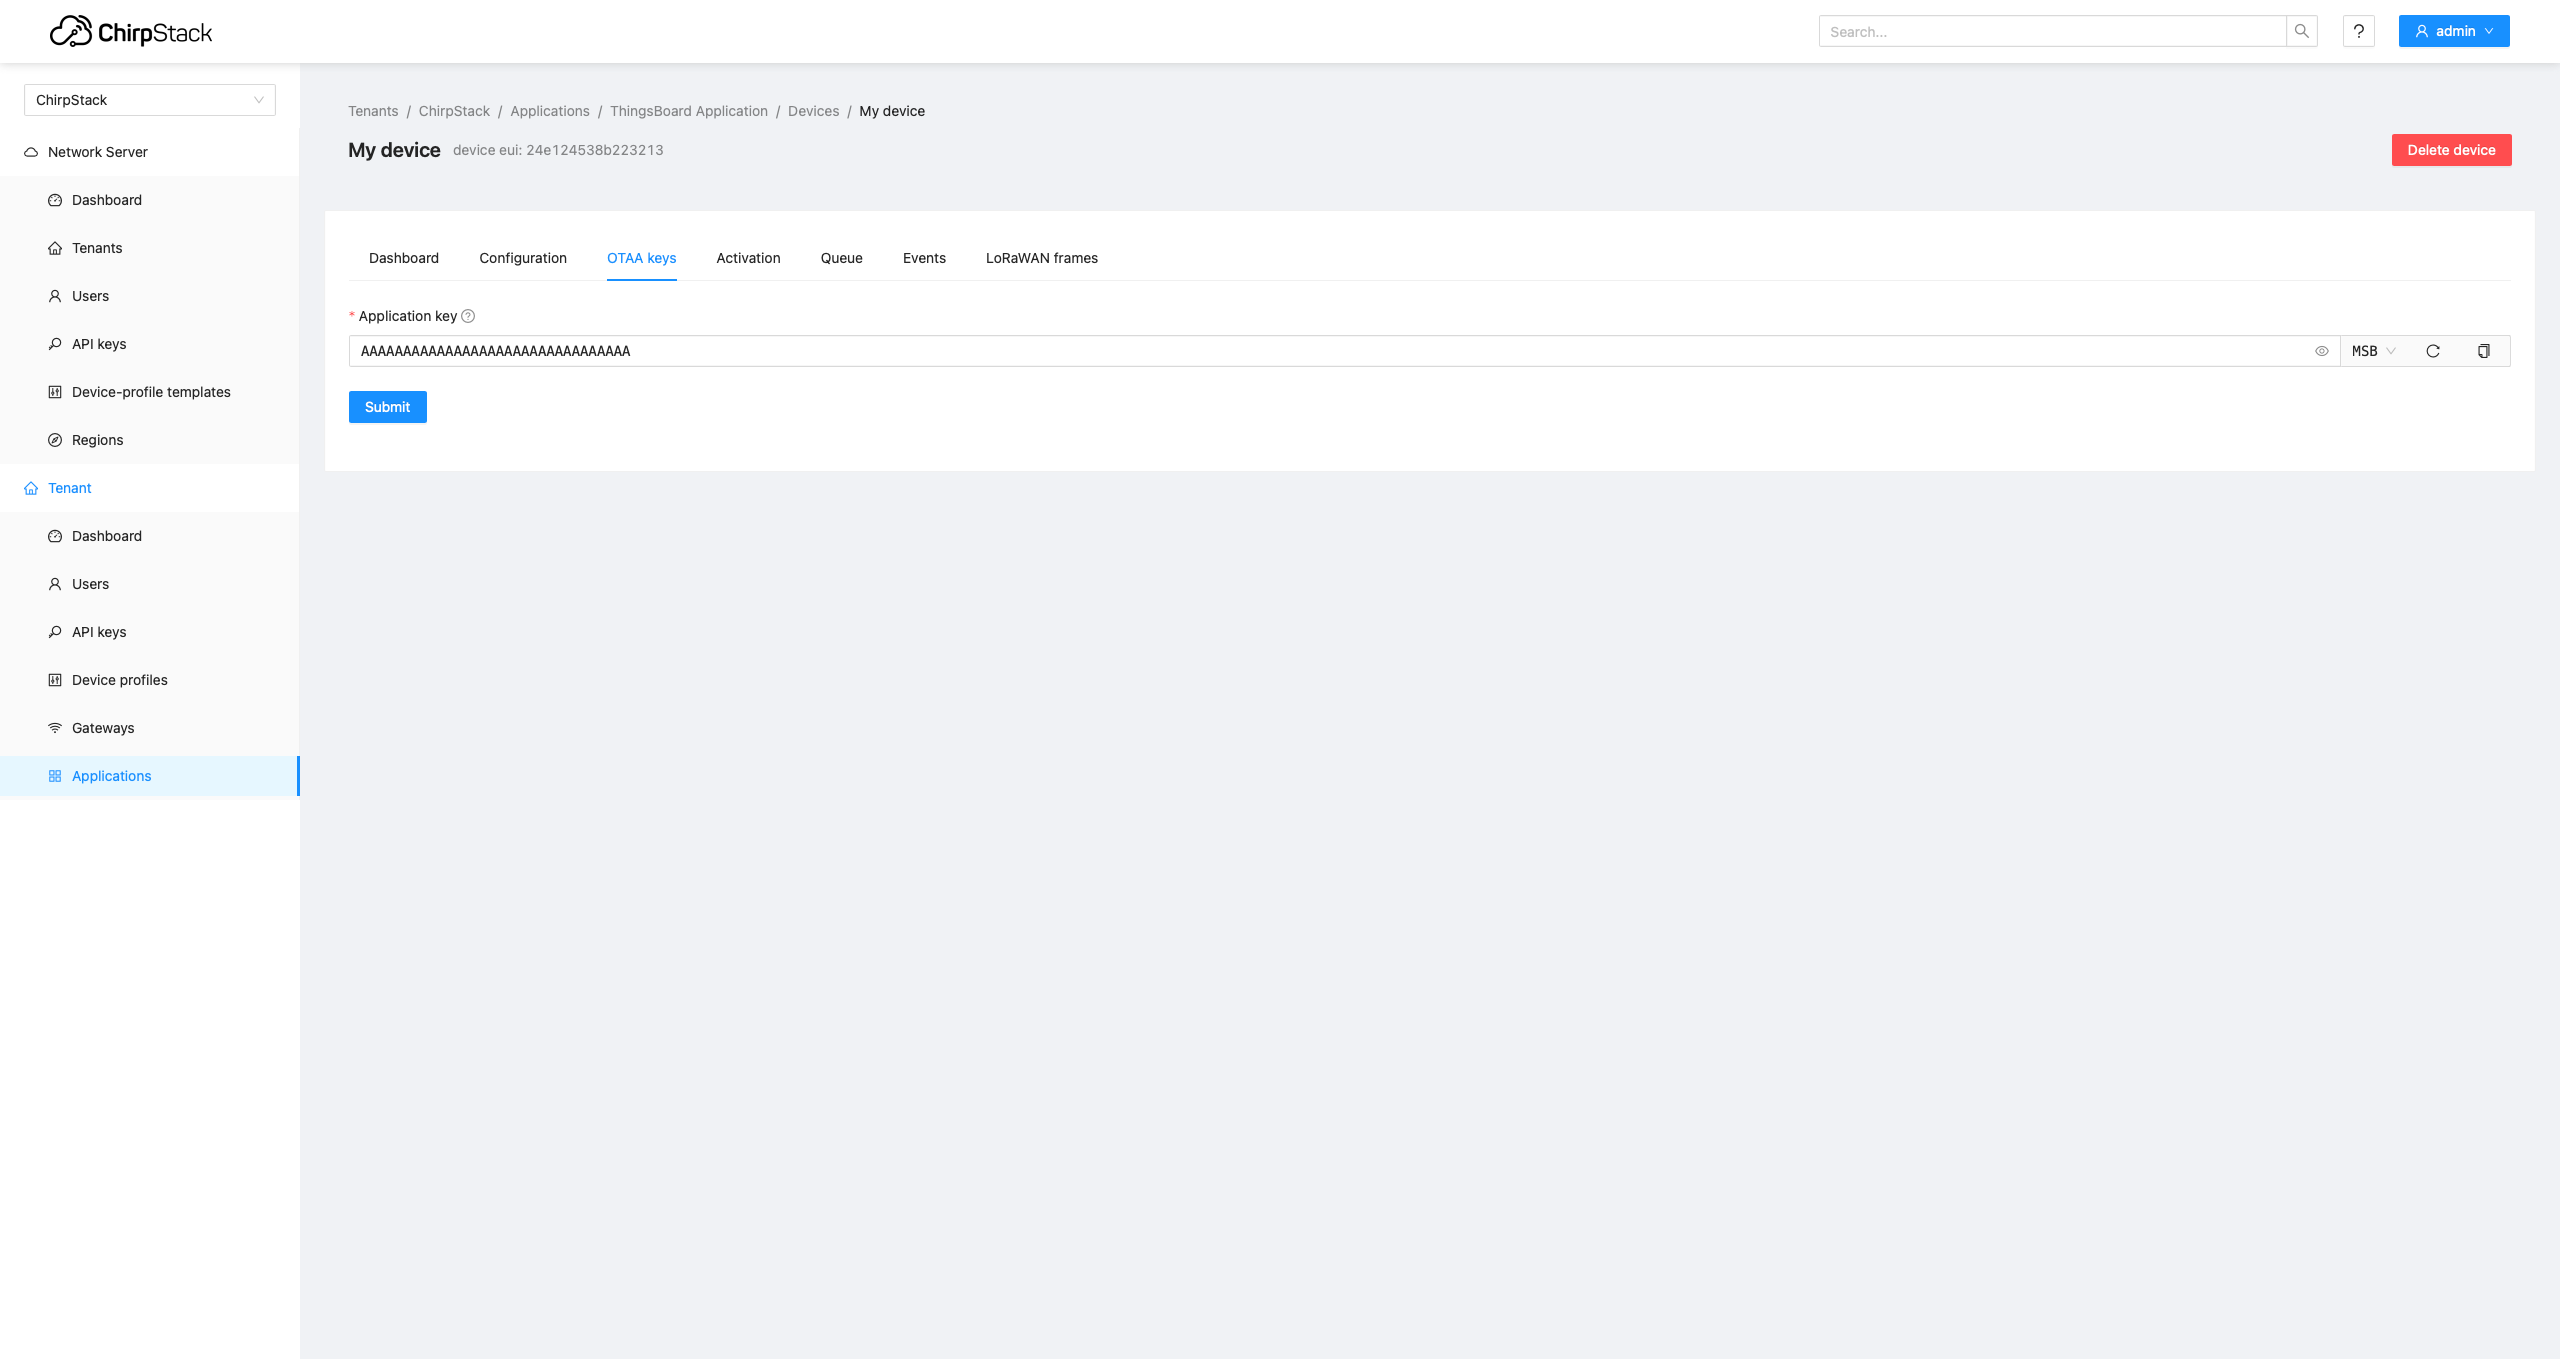 ChirpStack
Search...
?
admin
ChirpStack
Network Server
Dashboard
Tenants
Users
API keys
Device-profile templates
Regions
Tenant
Dashboard
Users
API keys
Device profiles
Gateways
Applications
Tenants / ChirpStack / Applications / ThingsBoard Application / Devices / My device
My device device eui: 24e124538b223213
Delete device
Dashboard Configuration OTAA keys Activation Queue Events LoRaWAN frames
* Application key
AAAAAAAAAAAAAAAAAAAAAAAAAAAAAAAA MSB
Submit